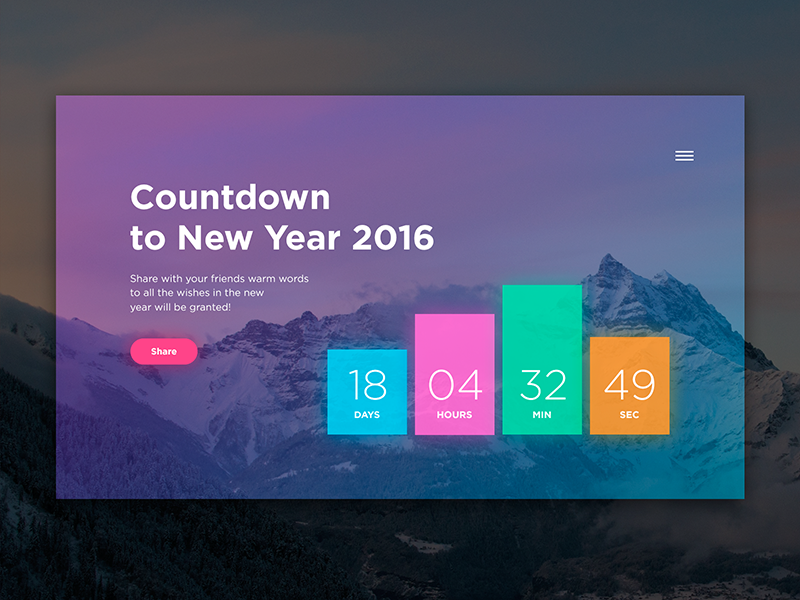 Countdown
to New Year 2016
Share with your friends warm words
to all the wishes in the new
year will be granted!
Share
18 04 32 49
DAYS HOURS MIN SEC